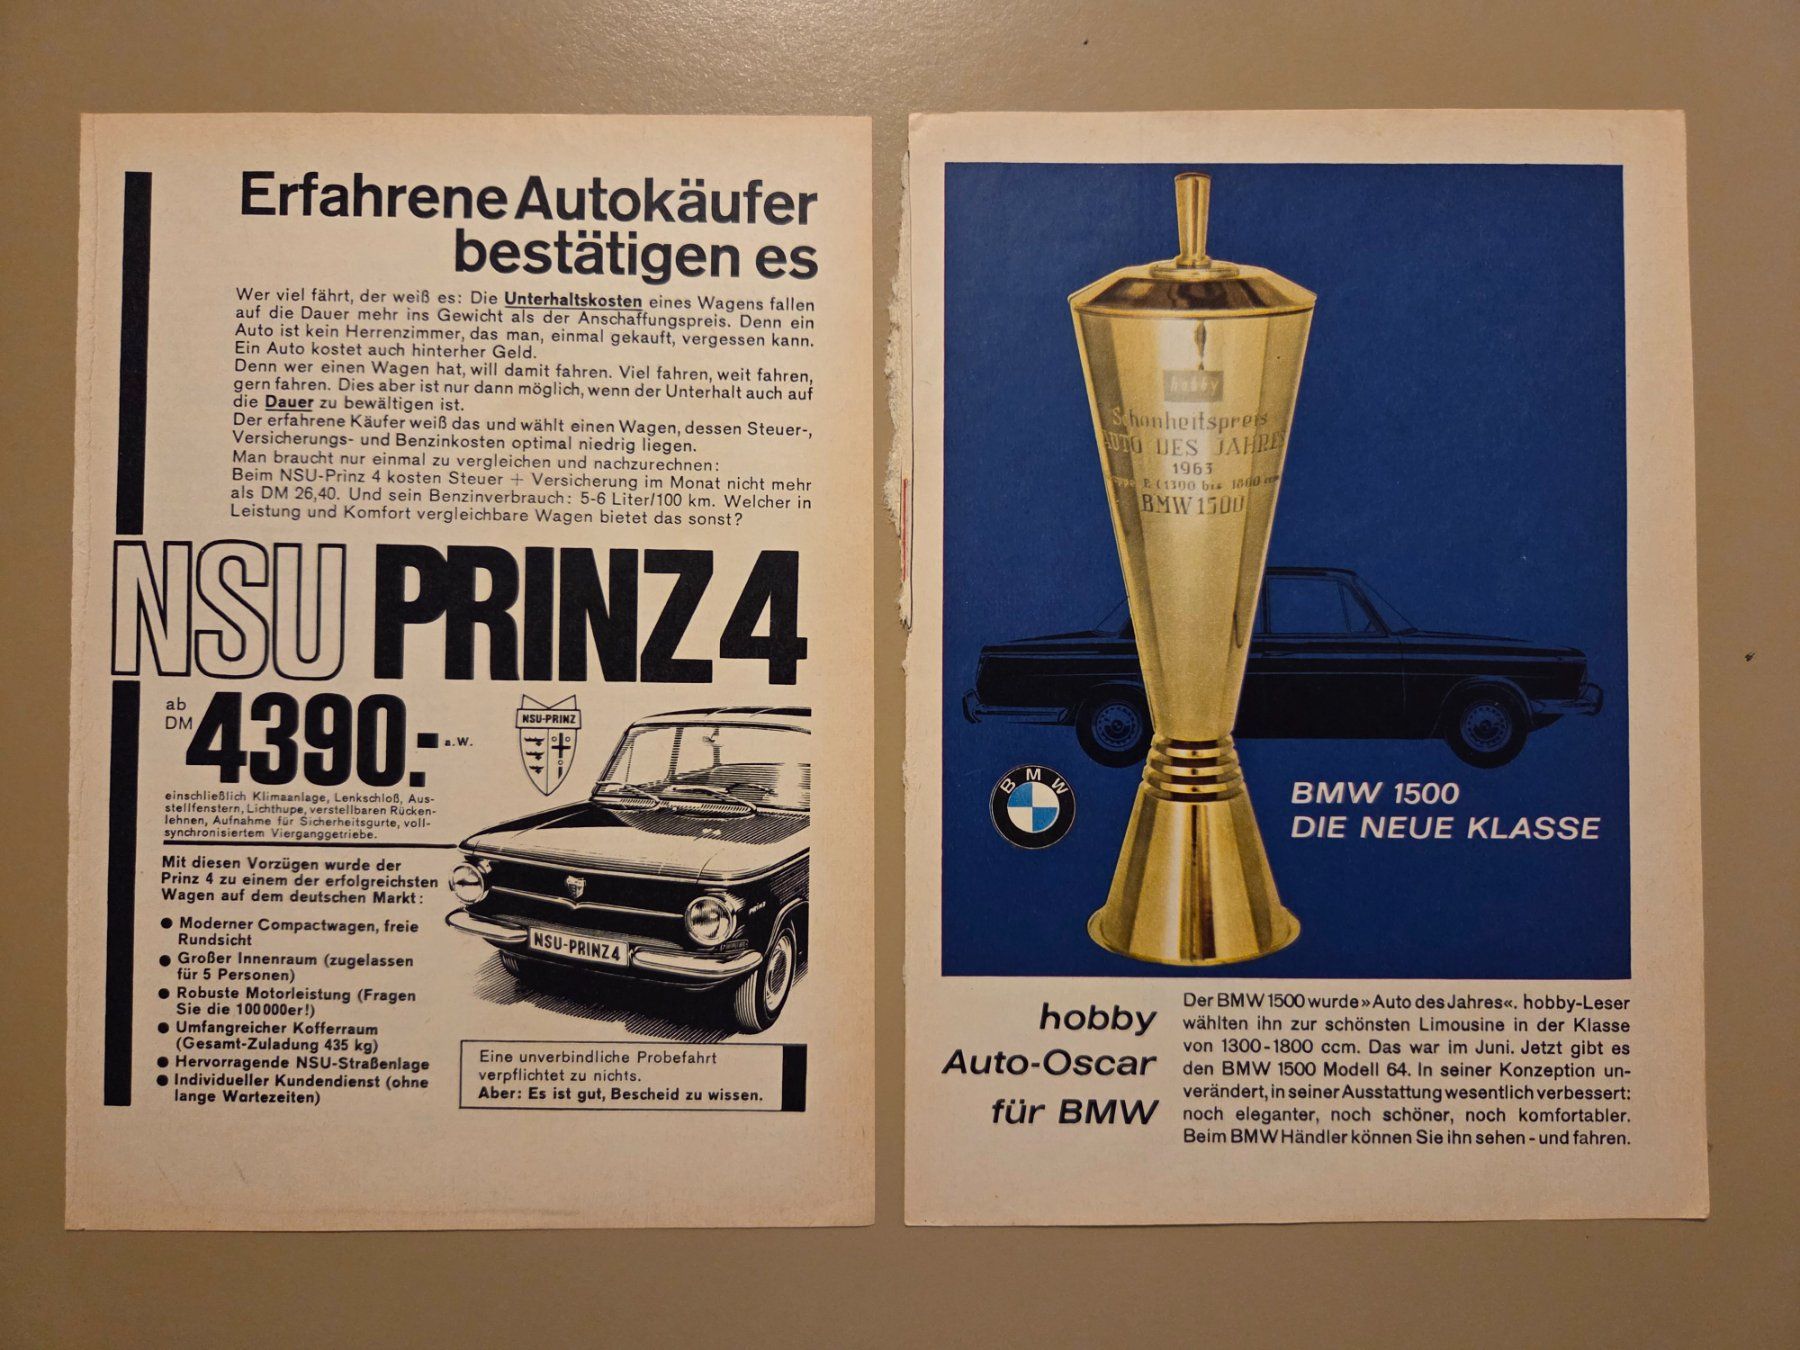 Erfahrene Autokäufer
bestätigen es
Wer viel fährt, der weiß es: Die Unterhaltskosten eines Wagens fallen
auf die Dauer mehr ins Gewicht als der Anschaffungspreis. Denn ein
Auto ist kein Herrenzimmer, das man, einmal gekauft, vergessen kann.
Ein Auto kostet auch hinterher Geld.
Denn wer einen Wagen hat, will damit fahren. Viel fahren, weit fahren,
gern fahren. Dies aber ist nur dann möglich, wenn der Unterhalt auch auf
die Dauer zu bewältigen ist.
Der erfahrene Käufer weiß das und wählt einen Wagen, dessen Steuer-,
Versicherungs- und Benzinkosten optimal niedrig liegen.
Man braucht nur einmal zu vergleichen und nachzurechnen:
Beim NSU-Prinz 4 kosten Steuer + Versicherung im Monat nicht mehr
als DM 26,40. Und sein Benzinverbrauch: 5-6 Liter/100 km. Welcher in
Leistung und Komfort vergleichbare Wagen bietet das sonst?
NSU PRINZ 4
ab
DM 4390.- a.W.
einschließlich Klimaanlage, Lenkschloß, Aus-
stellfenstern, Lichthupe, verstellbaren Rücken-
lehnen, Aufnahme für Sicherheitsgurte, voll-
synchronisiertem Vierganggetriebe.
NSU-PRINZ
Mit diesen Vorzügen wurde der
Prinz 4 zu einem der erfolgreichsten
Wagen auf dem deutschen Markt:
● Moderner Compactwagen, freie
Rundsicht
● Großer Innenraum (zugelassen
für 5 Personen)
● Robuste Motorleistung (Fragen
Sie die 100000er!)
● Umfangreicher Kofferraum
(Gesamt-Zuladung 435 kg)
● Hervorragende NSU-Straßenlage
● Individueller Kundendienst (ohne
lange Wartezeiten)
PRINZ
NSU-PRINZ 4
Eine unverbindliche Probefahrt
verpflichtet zu nichts.
Aber: Es ist gut, Bescheid zu wissen.
hobby
Schönheitspreis
AUTO DES JAHRES
1963
(1300 bis 1800 ccm
BMW 1500
BMW
BMW 1500
DIE NEUE KLASSE
hobby
Auto-Oscar
für BMW
Der BMW 1500 wurde »Auto des Jahres«. hobby-Leser
wählten ihn zur schönsten Limousine in der Klasse
von 1300-1800 ccm. Das war im Juni. Jetzt gibt es
den BMW 1500 Modell 64. In seiner Konzeption un-
verändert, in seiner Ausstattung wesentlich verbessert:
noch eleganter, noch schöner, noch komfortabler.
Beim BMW Händler können Sie ihn sehen - und fahren.